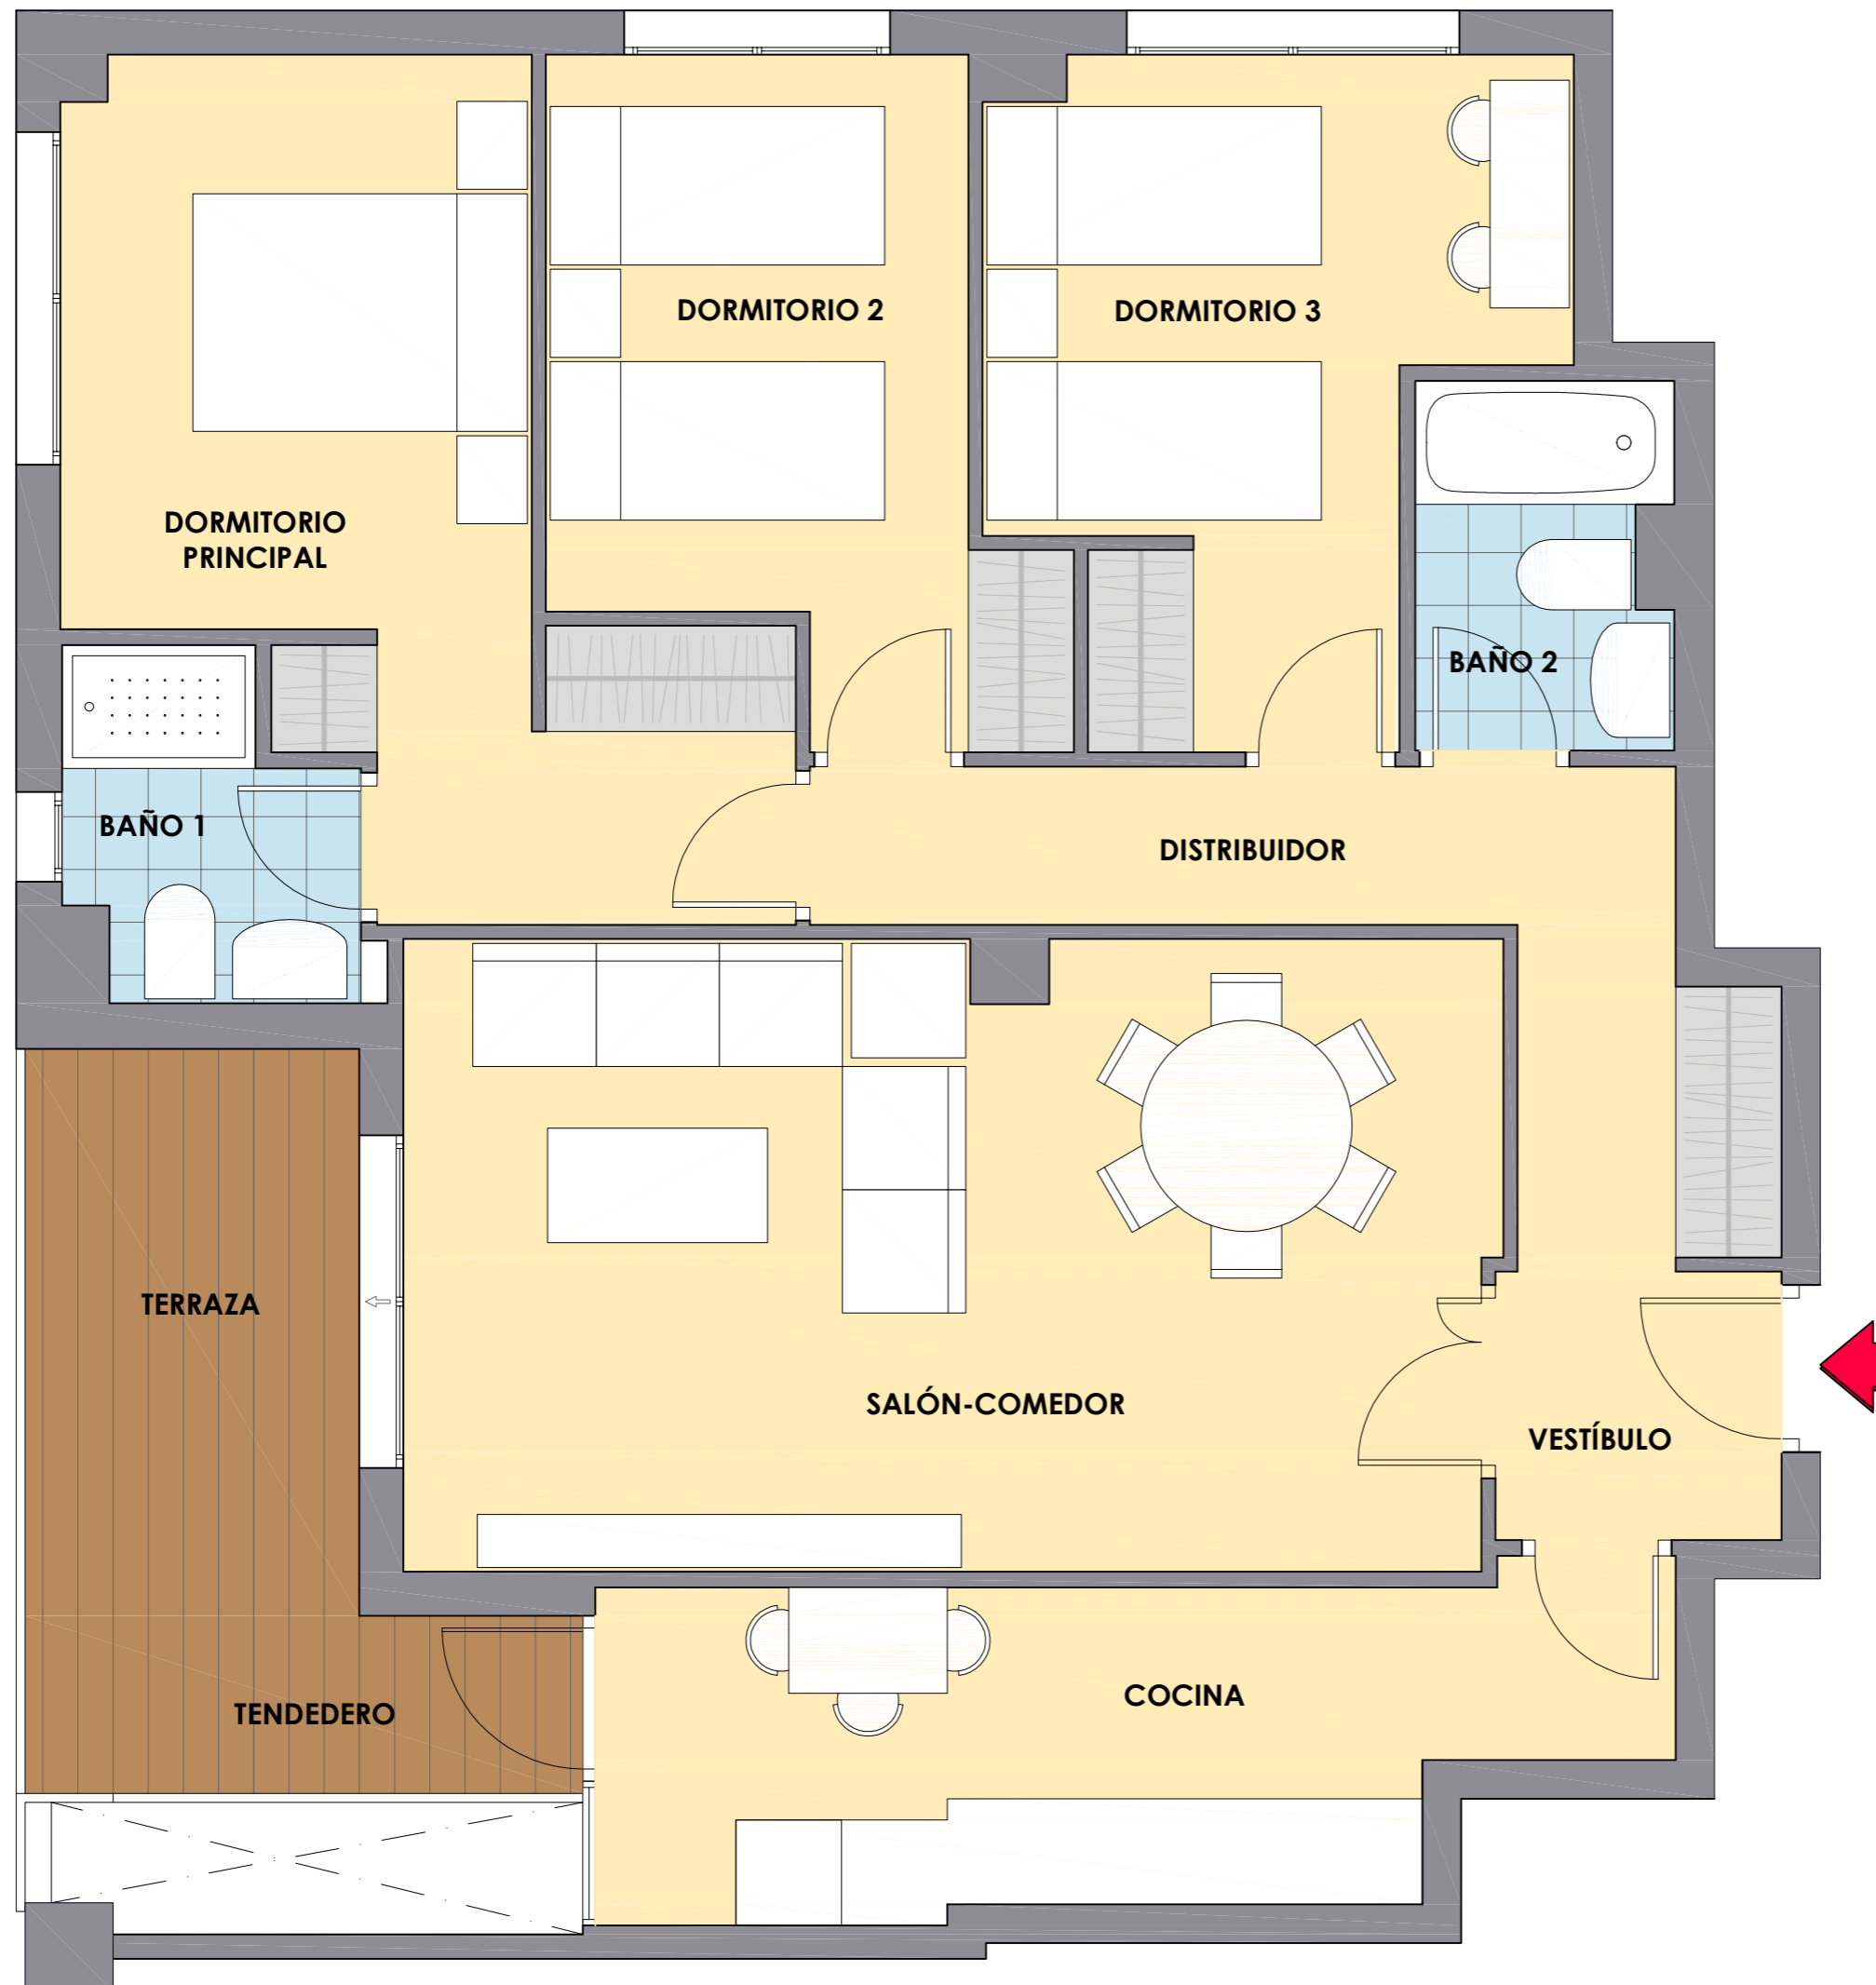 DORMITORIO 2
DORMITORIO 3
DORMITORIO
PRINCIPAL
BAÑO 2
BAÑO 1
DISTRIBUIDOR
TERRAZA
SALÓN-COMEDOR
VESTÍBULO
COCINA
TENDEDERO